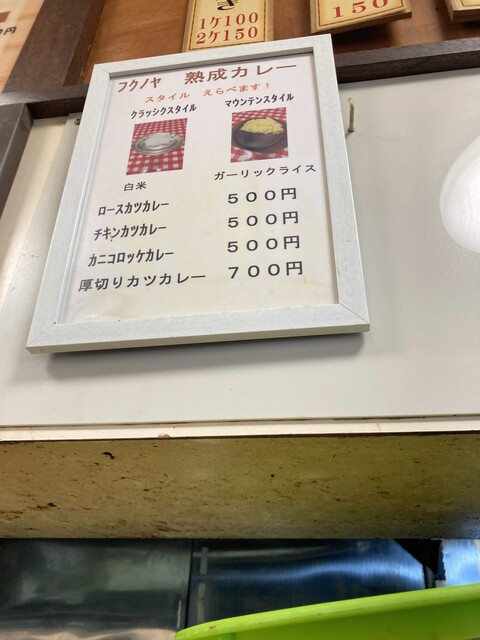 1ケ100
2ケ150
150
フクノヤ 熟成カレー
スタイル えらべます！
クラッシクスタイル マウンテンスタイル
白米 ガーリックライス
ロースカツカレー 500円
チキンカツカレー 500円
カニコロッケカレー 500円
厚切りカツカレー 700円